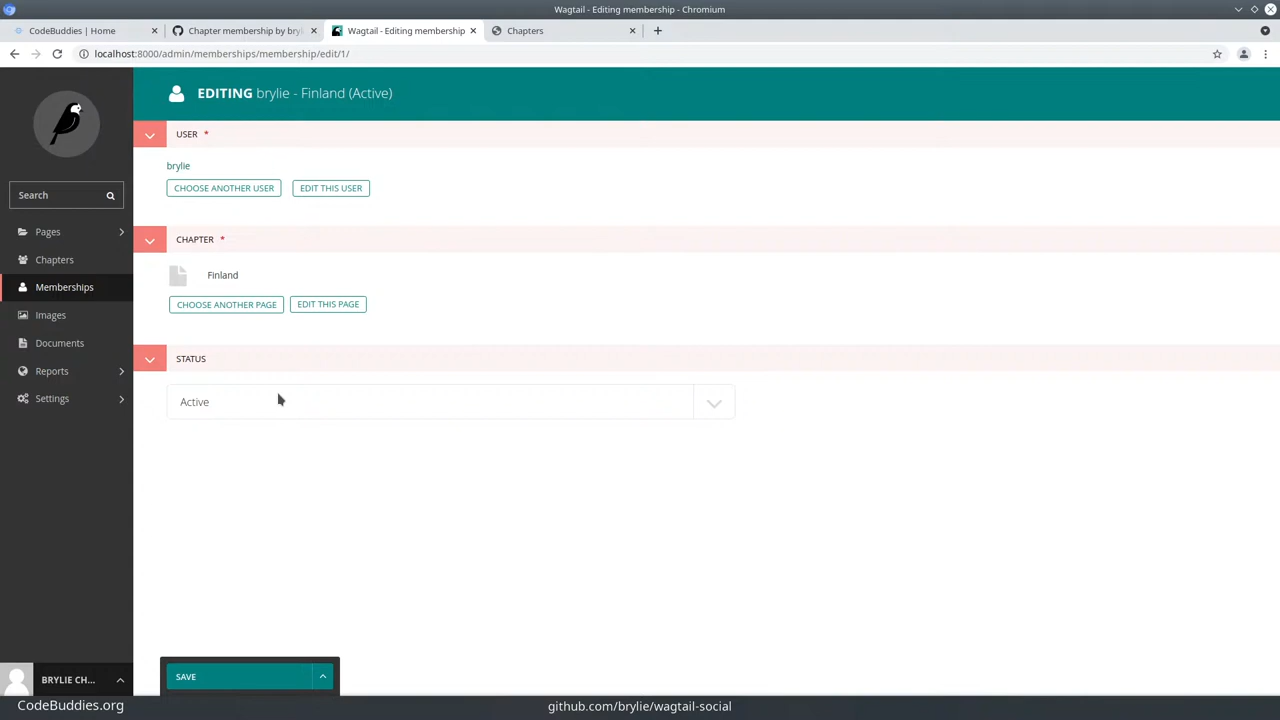 Wagtail - Editing membership - Chromium
CodeBuddies | Home
Chapter membership by bryli
Wagtail - Editing membership
Chapters
localhost:8000/admin/memberships/membership/edit/1/
EDITING brylie - Finland (Active)
USER *
brylie
CHOOSE ANOTHER USER
EDIT THIS USER
Search
Pages
Chapters
Memberships
Images
Documents
Reports
Settings
CHAPTER *
Finland
CHOOSE ANOTHER PAGE
EDIT THIS PAGE
STATUS
Active
SAVE
BRYLIE CH...
CodeBuddies.org
github.com/brylie/wagtail-social